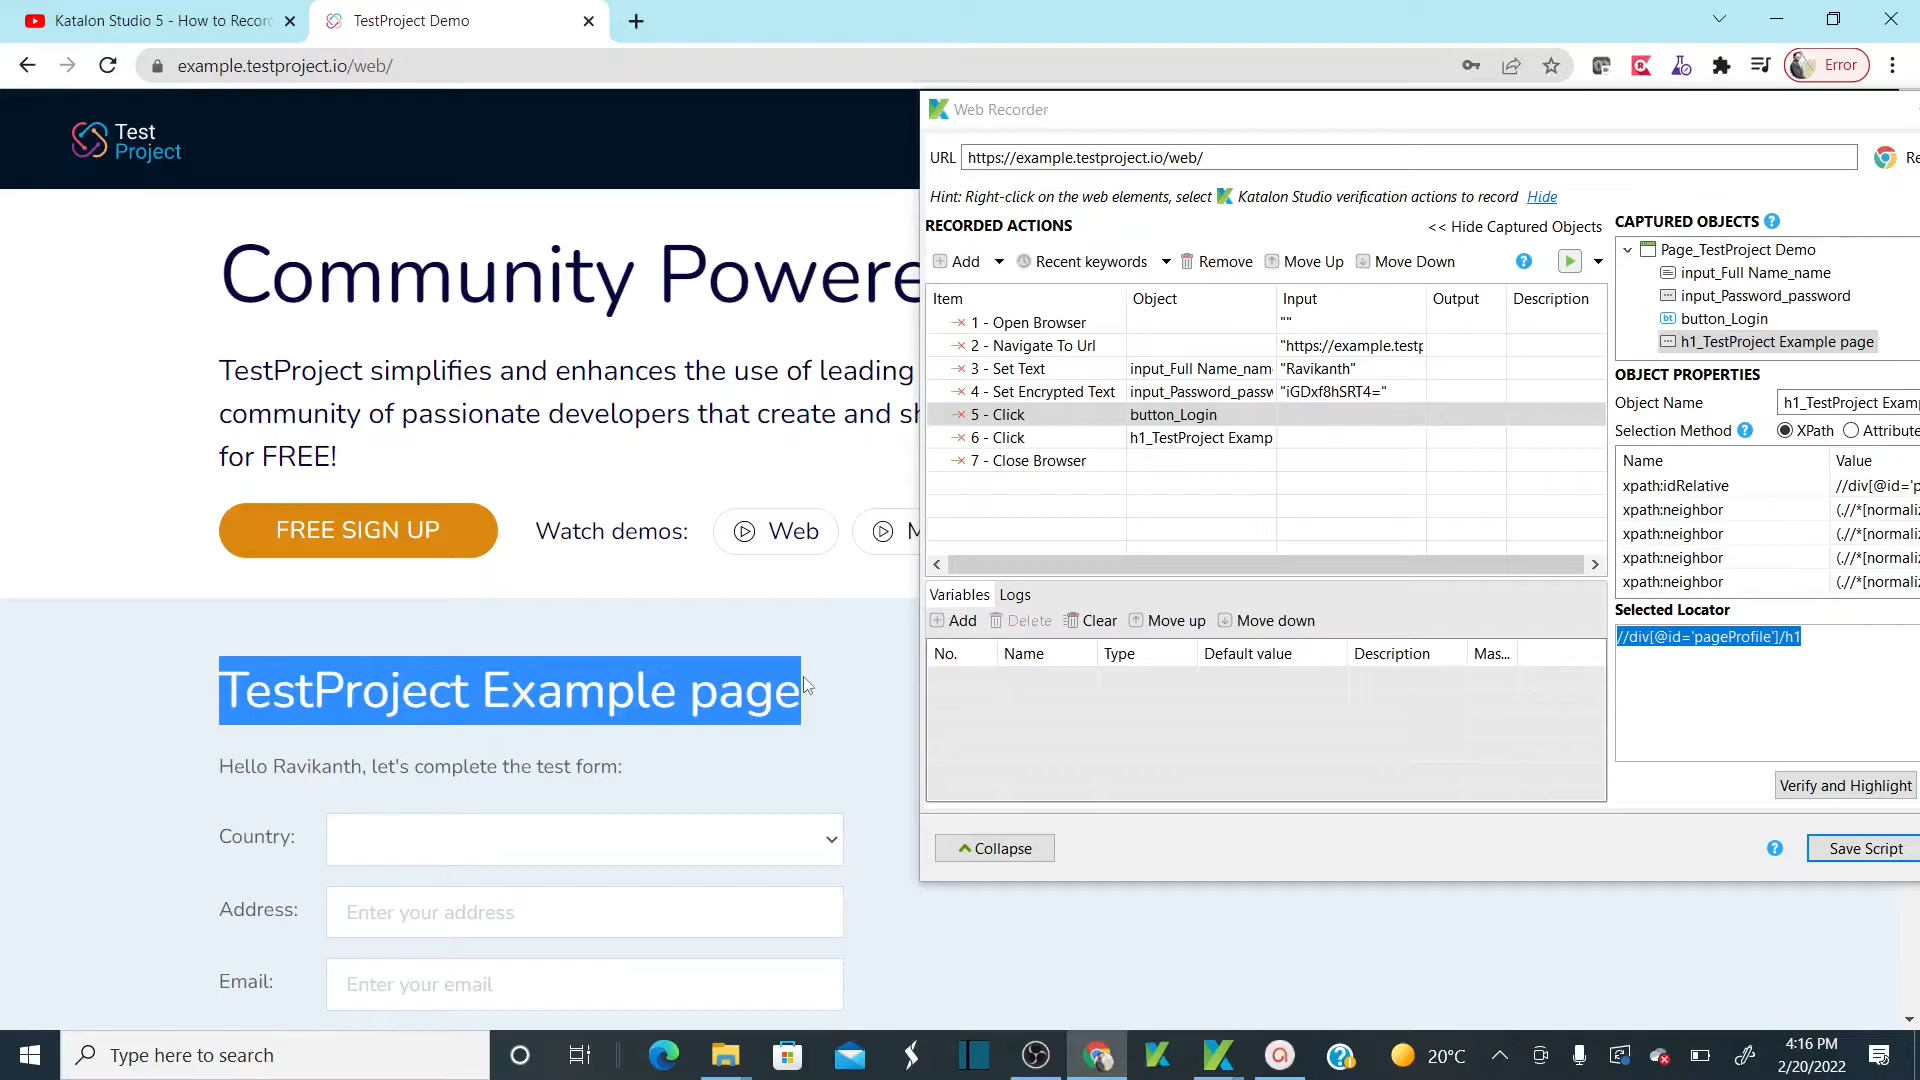 Katalon Studio 5 - How to Recor
TestProject Demo
example.testproject.io/web/
Error
Test
Project
Community Powere
TestProject simplifies and enhances the use of leading
community of passionate developers that create and sh
for FREE!
FREE SIGN UP
Watch demos:
Web
M
TestProject Example page
Hello Ravikanth, let's complete the test form:
Country:
Address:
Enter your address
Email:
Enter your email
Web Recorder
URL
https://example.testproject.io/web/
Re
Hint: Right-click on the web elements, select Katalon Studio verification actions to record Hide
RECORDED ACTIONS
<< Hide Captured Objects
Add
Recent keywords
Remove
Move Up
Move Down
Item Object Input Output Description
1 - Open Browser ""
2 - Navigate To Url "https://example.testp
3 - Set Text input_Full Name_nam "Ravikanth"
4 - Set Encrypted Text input_Password_passw "iGDxf8hSRT4="
5 - Click button_Login
6 - Click h1_TestProject Examp
7 - Close Browser
Variables Logs
Add Delete Clear Move up Move down
No. Name Type Default value Description Mas...
Collapse
CAPTURED OBJECTS
Page_TestProject Demo
input_Full Name_name
input_Password_password
bt button_Login
h1_TestProject Example page
OBJECT PROPERTIES
Object Name h1_TestProject Examp
Selection Method XPath Attribute
Name Value
xpath:idRelative //div[@id='p
xpath:neighbor (.//*[normaliz
xpath:neighbor (.//*[normaliz
xpath:neighbor (.//*[normaliz
xpath:neighbor (.//*[normaliz
Selected Locator
//div[@id='pageProfile']/h1
Verify and Highlight
Save Script
Type here to search
20°C
4:16 PM
2/20/2022